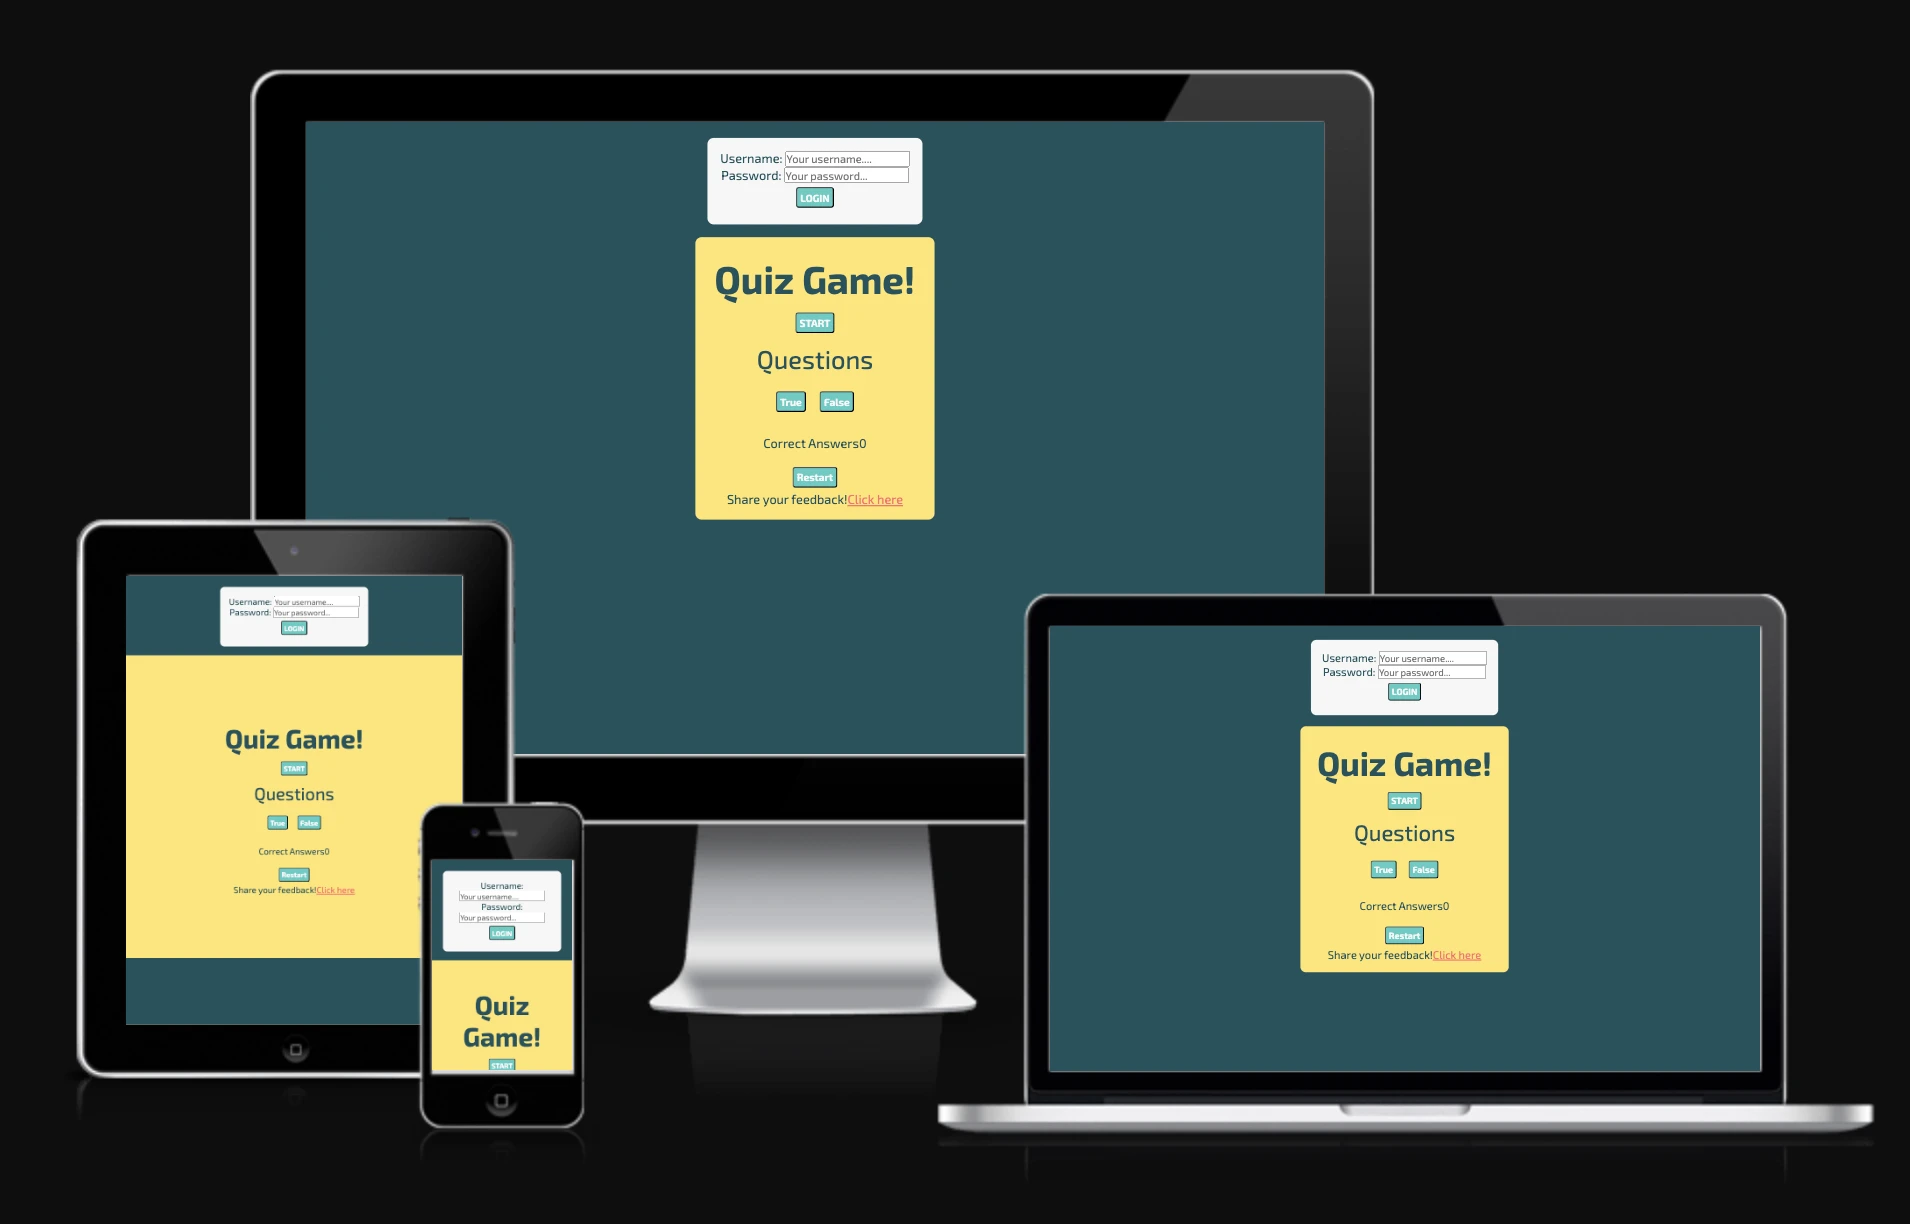 Username: Your username....
Password: Your password...
LOGIN
Quiz Game!
START
Questions
True False
Correct Answers0
Restart
Share your feedback!Click here
Username: Your username....
Password: Your password...
LOGIN
Quiz Game!
START
Questions
True False
Correct Answers0
Restart
Share your feedback!Click here
Username:
Your username....
Password:
Your password...
LOGIN
Quiz
Game!
START
Username: Your username....
Password: Your password...
LOGIN
Quiz Game!
START
Questions
True False
Correct Answers0
Restart
Share your feedback!Click here